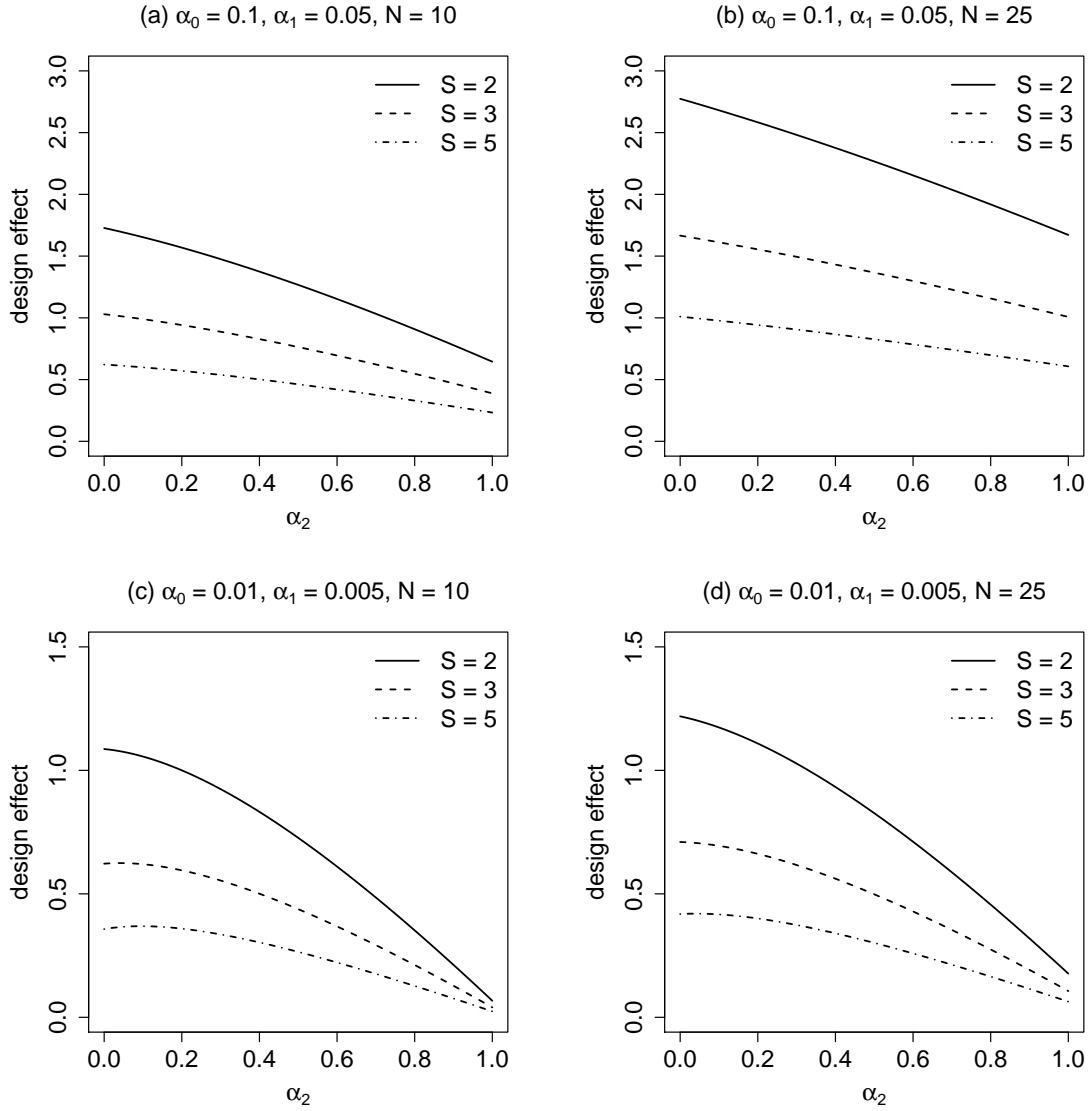 (a) α₀ = 0.1, α₁ = 0.05, N = 10
3.0
2.5
2.0
1.5
1.0
0.5
0.0
design effect
S = 2
S = 3
S = 5
0.0 0.2 0.4 0.6 0.8 1.0
α₂
(b) α₀ = 0.1, α₁ = 0.05, N = 25
3.0
2.5
2.0
1.5
1.0
0.5
0.0
design effect
S = 2
S = 3
S = 5
0.0 0.2 0.4 0.6 0.8 1.0
α₂
(c) α₀ = 0.01, α₁ = 0.005, N = 10
1.5
1.0
0.5
0.0
design effect
S = 2
S = 3
S = 5
0.0 0.2 0.4 0.6 0.8 1.0
α₂
(d) α₀ = 0.01, α₁ = 0.005, N = 25
1.5
1.0
0.5
0.0
design effect
S = 2
S = 3
S = 5
0.0 0.2 0.4 0.6 0.8 1.0
α₂